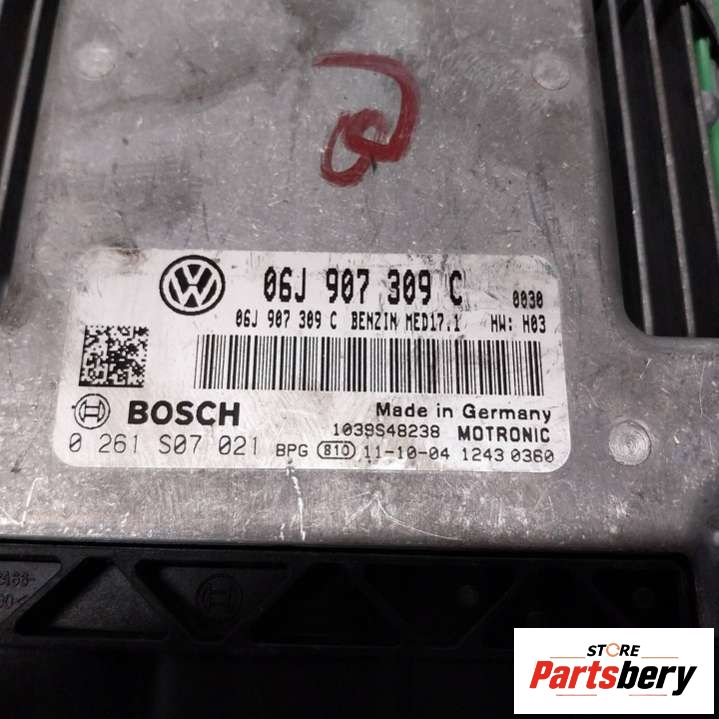 06J 907 309 C 0030
06J 907 309 C BENZIN MED17.1 HW: H03
BOSCH Made in Germany
1039S48238 MOTRONIC
0 261 S07 021 BPG 810 11-10-04 1243 0360
STORE
Partsbery